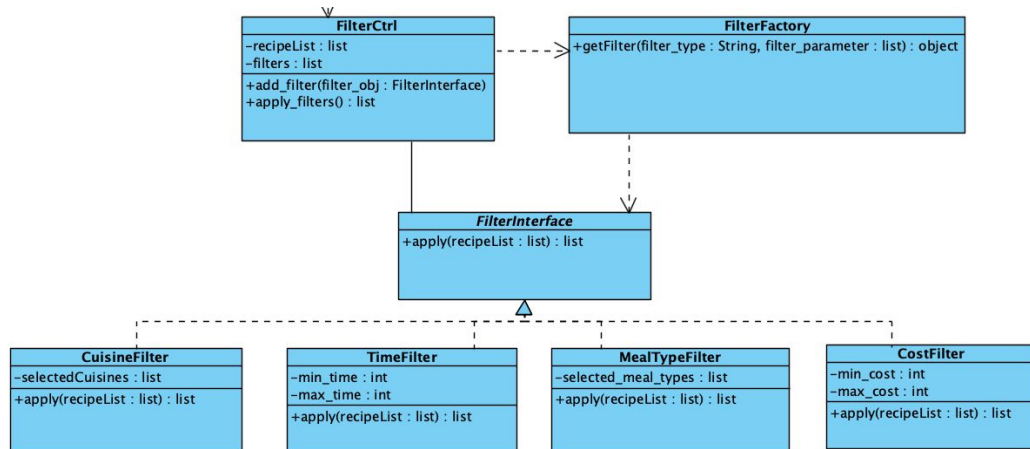 FilterCtrl
-recipeList : list
-filters : list
+add_filter(filter_obj : FilterInterface)
+apply_filters() : list
FilterFactory
+getFilter(filter_type : String, filter_parameter : list) : object
FilterInterface
+apply(recipeList : list) : list
CuisineFilter
-selectedCuisines : list
+apply(recipeList : list) : list
TimeFilter
-min_time : int
-max_time : int
+apply(recipeList : list) : list
MealTypeFilter
-selected_meal_types : list
+apply(recipeList : list) : list
CostFilter
-min_cost : int
-max_cost : int
+apply(recipeList : list) : list